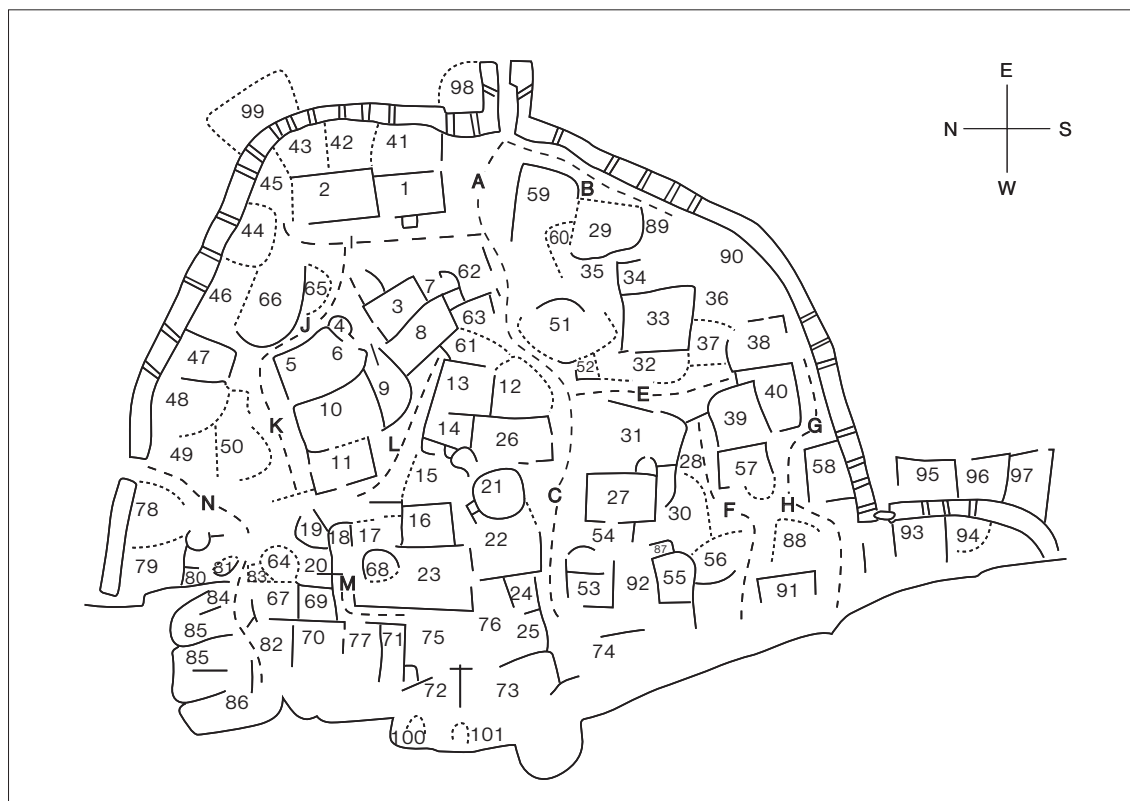 E
N S
W
98
99
43 42 41
45 2 1 A B
59
44 60 29 89
I
90
46 66 65 7 62 35 34
3 36
J 4 8 63 51 33
5 6 61 37 38
47 52 32
9 13 12 E 40
48 10 39
K L 14 26 31 G
49 50 11 28 57 58
15 21 C 27 95 96 97
78 N 16 F H
19 18 17 22 54 30 88 93 94
79 64 68 23 87 56
80 81 83 20 M 53 92 55 91
84 67 69 24
85 76 25
82 70 77 71 75 74
85
86 72 73
100 101